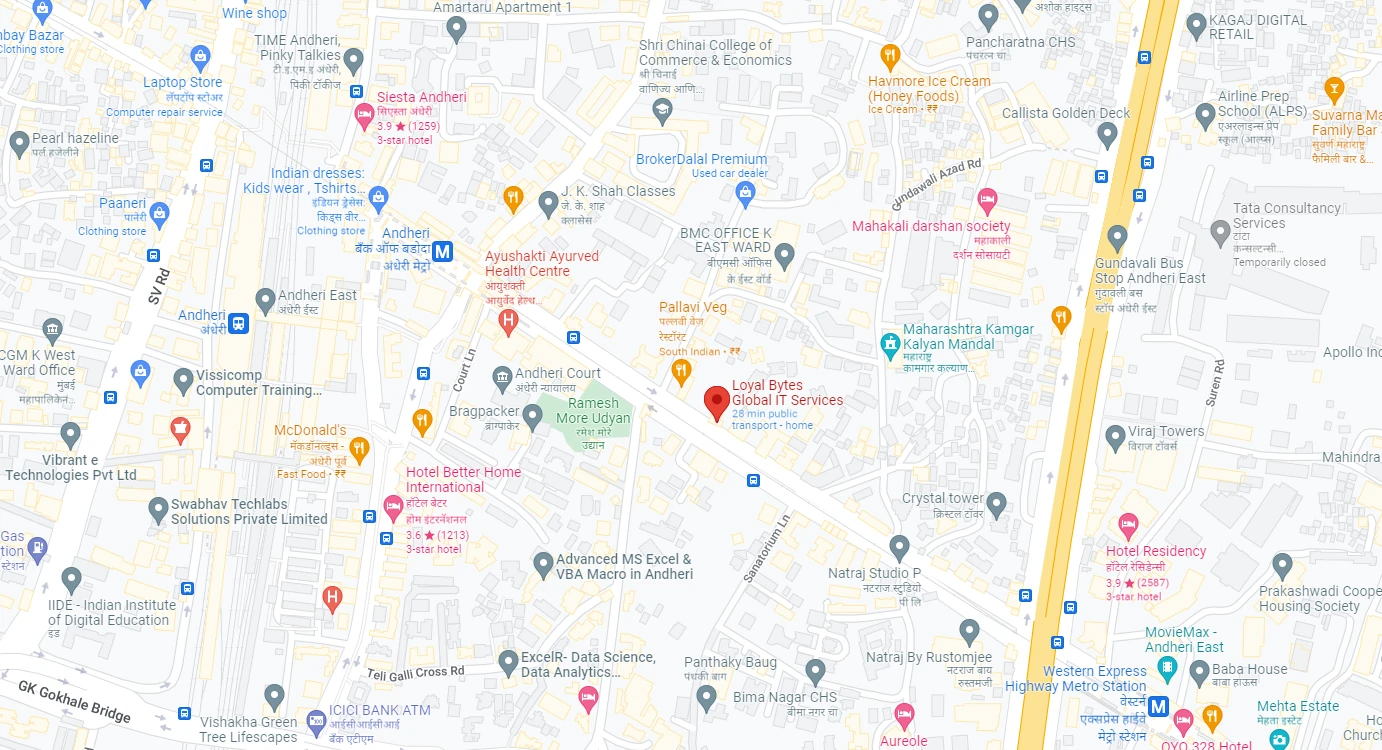 Wine shop
Amartaru Apartment 1
अशोक हाइट्स
mbay Bazar
Clothing store
TIME Andheri,
Pinky Talkies
टी.इ.एम.इ अंधेरी,
पिंकी टॉकीज
Shri Chinai College of
Commerce & Economics
श्री चिनाई
वाणिज्य आणि...
Pancharatna CHS
पंचरत्न चा
KAGAJ DIGITAL
RETAIL
Laptop Store
लॅपटॉप स्टोअर
Computer repair service
Siesta Andheri
सिएस्ता अंधेरी
3.9 ★ (1259)
3-star hotel
Havmore Ice Cream
(Honey Foods)
Ice Cream • ₹₹
Callista Golden Deck
Airline Prep
School (ALPS)
एअरलाइन्स प्रेप
स्कूल (आल्प्स)
Suvarna Ma
Family Bar
सुवर्ण महाराष्ट्र
फॅमिली बार &...
Pearl hazeline
पर्ल हजेलीने
Indian dresses:
Kids wear , Tshirts...
इंडियन ड्रेसेस:
किड्स वीर...
Clothing store
BrokerDalal Premium
Used car dealer
J. K. Shah Classes
जे. के. शाह
क्लासेस
Gundawali Azad Rd
Paaneri
पानेरी
Clothing store
Mahakali darshan society
महाकाली
दर्शन सोसायटी
Tata Consultancy
Services
टाटा
कन्सल्टन्सी...
Temporarily closed
Andheri
बँक ऑफ बडोदा
अंधेरी मेट्रो
M
BMC OFFICE K
EAST WARD
बीएमसी ऑफिस
के ईस्ट वॉर्ड
Ayushakti Ayurved
Health Centre
आयुशक्ती
आयुर्वेद हेल्थ...
Gundavali Bus
Stop Andheri East
गुंदावली बस
स्टॉप अंधेरी ईस्ट
SV Rd
Andheri East
अंधेरी ईस्ट
Andheri
अंधेरी
H
Pallavi Veg
पल्लवी वेज
रेस्टॉरंट
South Indian • ₹₹
Maharashtra Kamgar
Kalyan Mandal
महाराष्ट्र
कामगार कल्याण...
CGM K West
Ward Office
मुंबई
महापालिकेने...
Apollo Ind
Court Ln
Suren Rd
Vissicomp
Computer Training...
Andheri Court
अंधेरी न्यायालय
Loyal Bytes
Global IT Services
28 min public
transport - home
Bragpacker
ब्रागपाकेर
Ramesh
More Udyan
रमेश मोरे
उद्यान
McDonald's
मॅकडॉनल्ड्स -
अंधेरी पूर्व
Fast Food • ₹₹
Viraj Towers
विराज टॉवर्स
Vibrant e
Technologies Pvt Ltd
Mahindra
Hotel Better Home
International
हॉटेल बेटर
होम इंटरनॅशनल
3.6 ★ (1213)
3-star hotel
Swabhav Techlabs
Solutions Private Limited
Crystal tower
क्रिस्टल टॉवर
Gas
tion
स्टेशन
Sanatorium Ln
Hotel Residency
हॉटेल रेसिडेन्सी
3.9 ★ (2587)
3-star hotel
Advanced MS Excel &
VBA Macro in Andheri
Natraj Studio P
नटराज स्टुडियो
पी लि
IIDE - Indian Institute
of Digital Education
इड
H
Prakashwadi Coope
Housing Society
MovieMax -
Andheri East
Teli Galli Cross Rd
ExcelR- Data Science,
Data Analytics...
Panthaky Baug
पंथकी बाग
Natraj By Rustomjee
नटराज बाय
रुस्तमजी
Baba House
बाबा हाऊस
GK Gokhale Bridge
Bima Nagar CHS
बीमा नगर चा
Western Express
Highway Metro Station
वेस्टर्न
एक्सप्रेस हाईवे
मेट्रो स्टेशन
M
Vishakha Green
Tree Lifescapes
ICICI BANK ATM
आईसीआईसीआई
बँक एटीएम
Mehta Estate
मेहता इस्टेट
Aureole
OYO 328 Hotel
Ho
Church